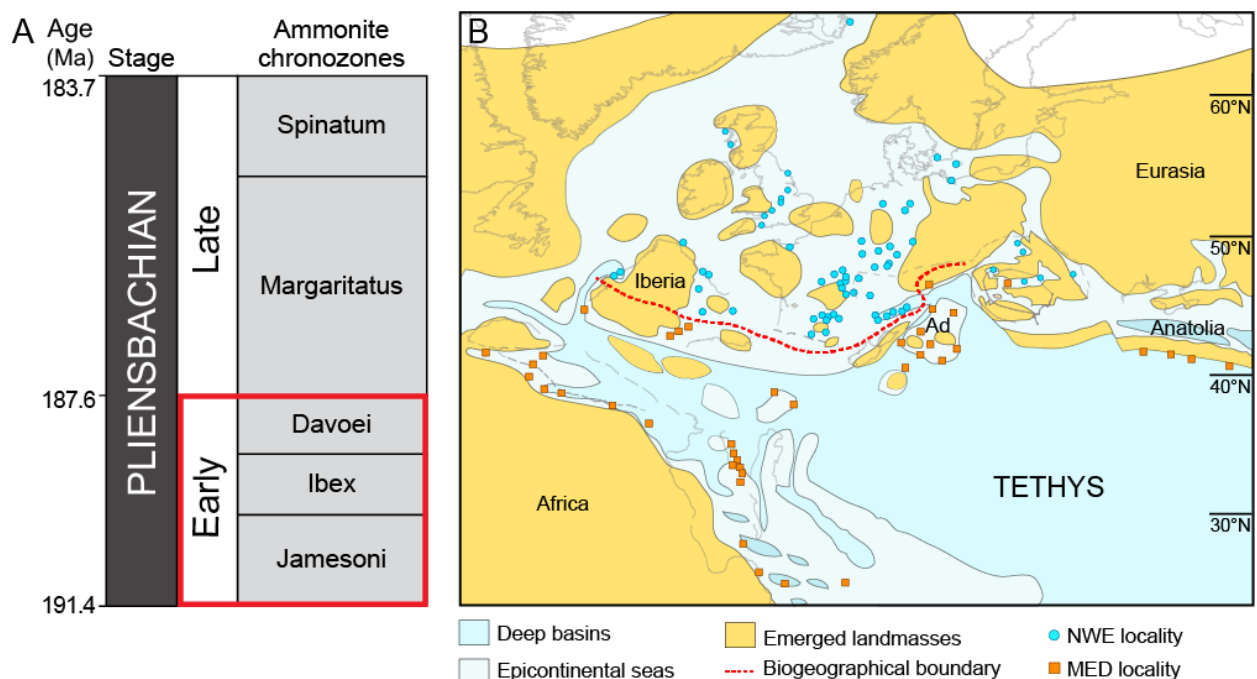 A
Age
(Ma)
Stage
Ammonite
chronozones
183.7
187.6
191.4
PLIENSBACHIAN
Late
Early
Spinatum
Margaritatus
Davoei
Ibex
Jamesoni
B
60°N
Eurasia
50°N
Iberia
Ad
Anatolia
40°N
TETHYS
Africa
30°N
Deep basins
Emerged landmasses
NWE locality
Epicontinental seas
Biogeographical boundary
MED locality